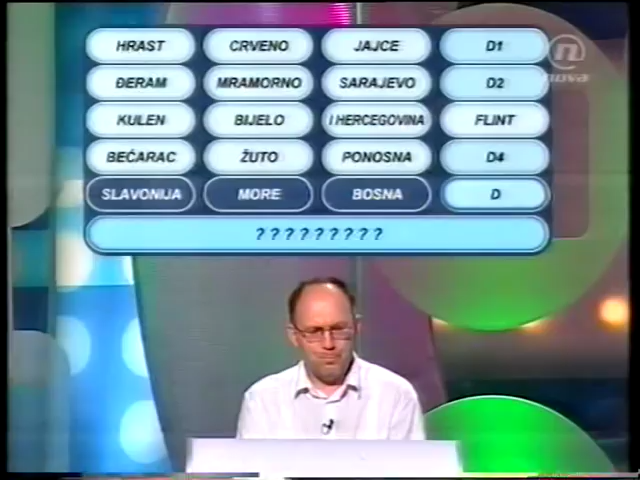 HRAST CRVENO JAJCE D1
ĐERAM MRAMORNO SARAJEVO D2
KULEN BIJELO I HERCEGOVINA FLINT
BEĆARAC ŽUTO PONOSNA D4
SLAVONIJA MORE BOSNA D
?????????
n
nova